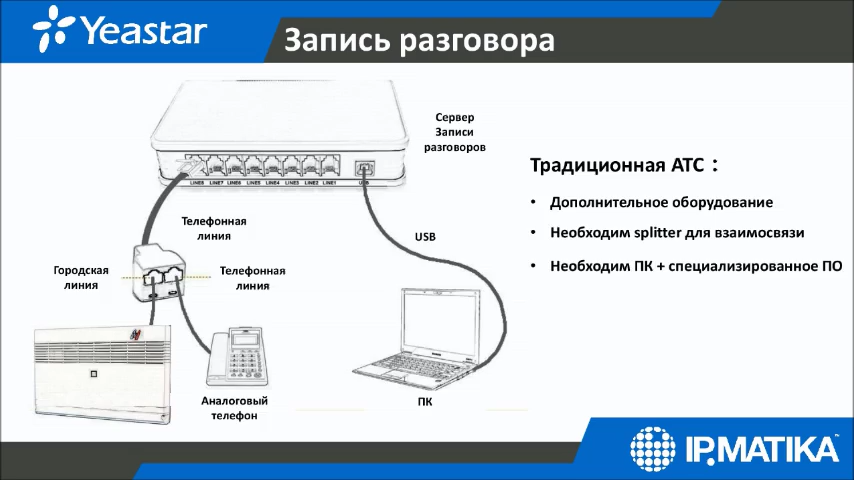 Yeastar
Запись разговора
Сервер
Записи
разговоров
LINE8 LINE7 LINE6 LINE5 LINE4 LINE3 LINE2 LINE1 USB
Традиционная АТС：
• Дополнительное оборудование
• Необходим splitter для взаимосвязи
• Необходим ПК + специализированное ПО
Телефонная
линия
USB
Городская
линия
Телефонная
линия
Аналоговый
телефон
ПК
IP.MATIKA